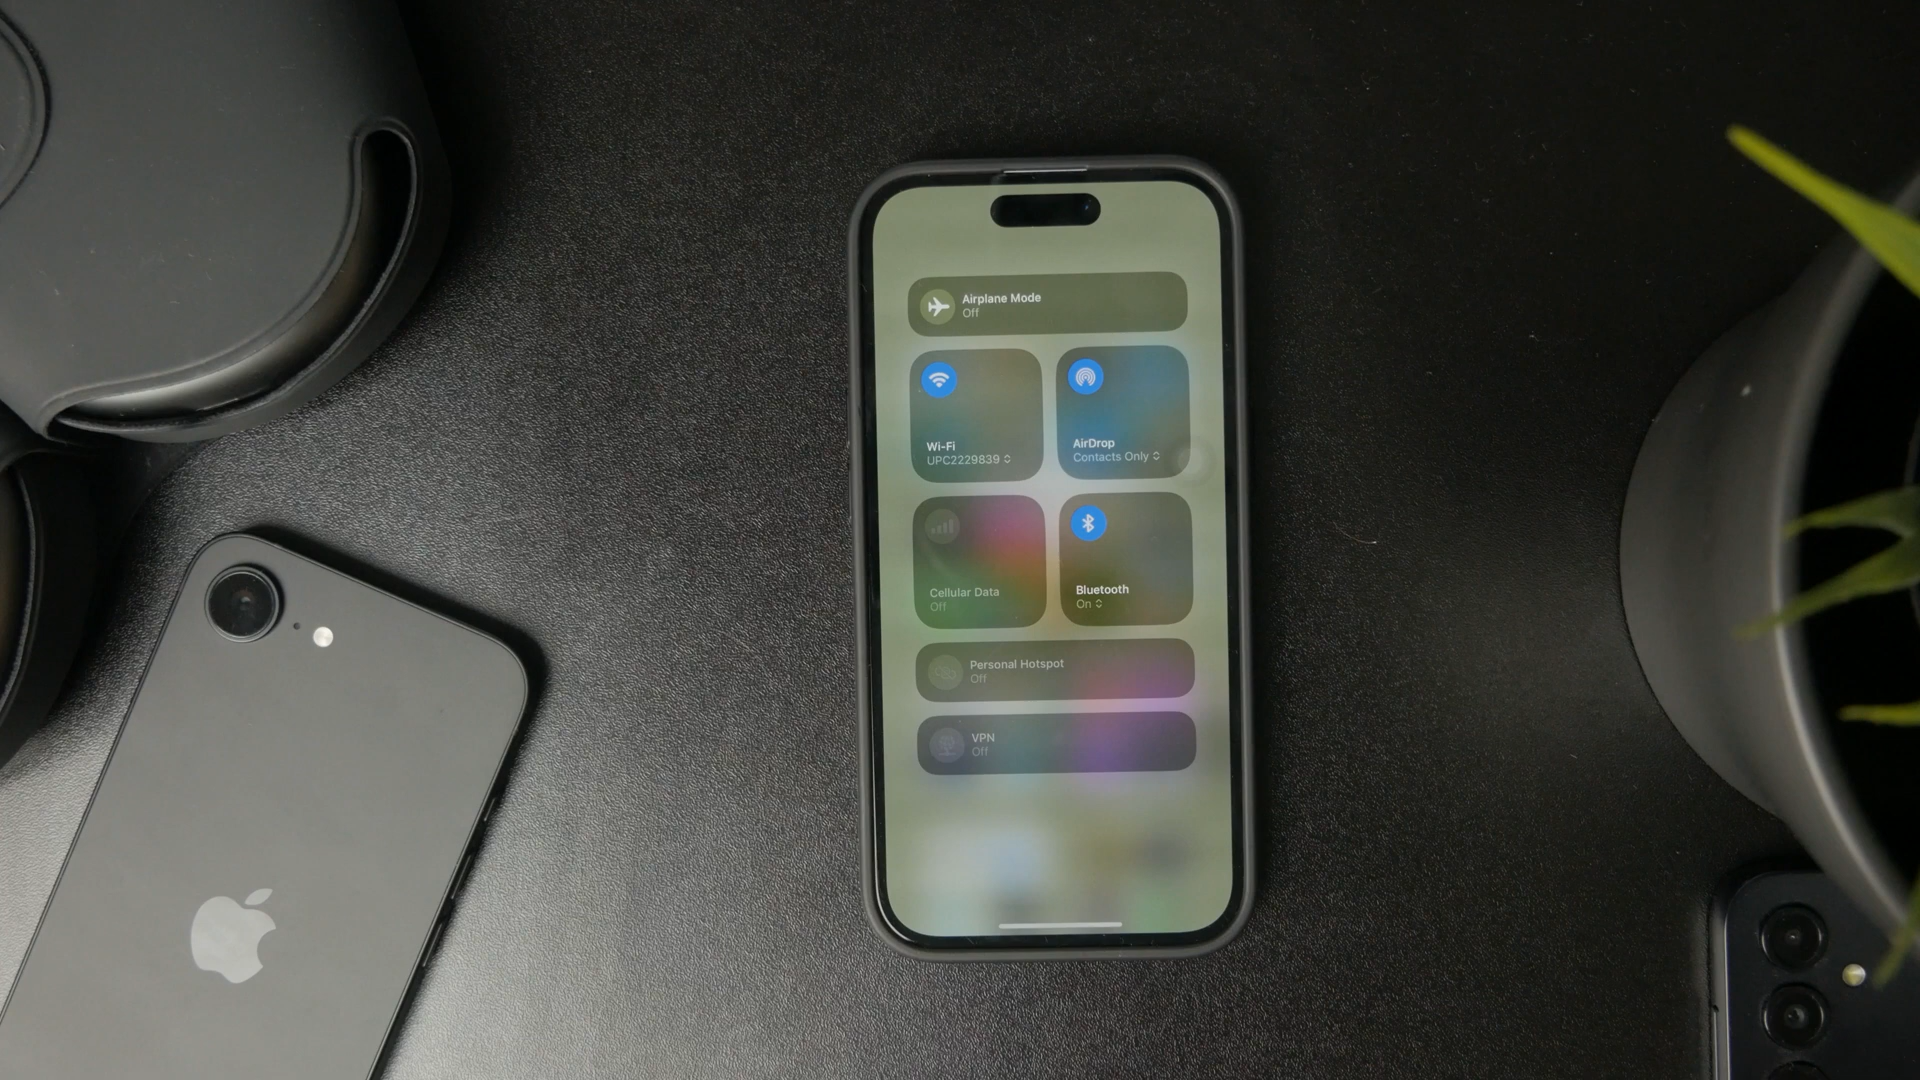 Airplane Mode
Off
Wi-Fi
UPC2229839
AirDrop
Contacts Only
Cellular Data
Off
Bluetooth
On
Personal Hotspot
Off
VPN
Off